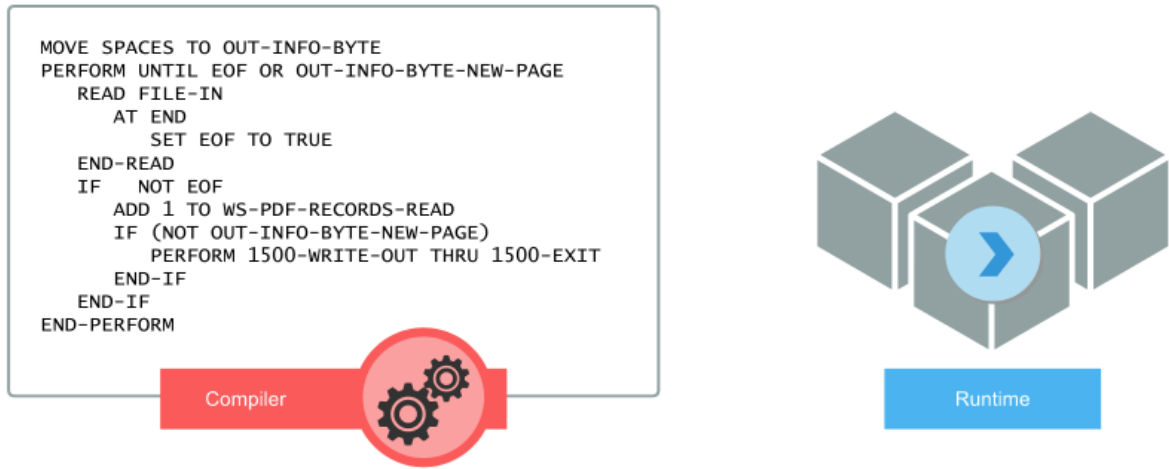 MOVE SPACES TO OUT-INFO-BYTE
PERFORM UNTIL EOF OR OUT-INFO-BYTE-NEW-PAGE
   READ FILE-IN
      AT END
         SET EOF TO TRUE
   END-READ
   IF   NOT EOF
      ADD 1 TO WS-PDF-RECORDS-READ
      IF (NOT OUT-INFO-BYTE-NEW-PAGE)
         PERFORM 1500-WRITE-OUT THRU 1500-EXIT
      END-IF
   END-IF
END-PERFORM
Compiler
Runtime